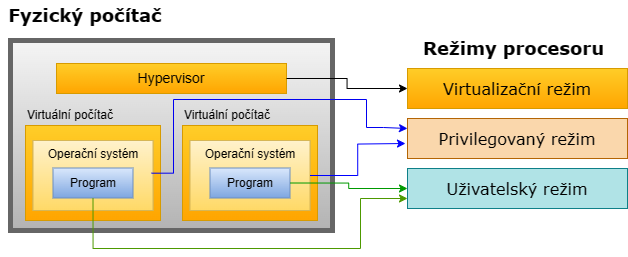 Fyzický počítač
Režimy procesoru
Hypervisor
Virtualizační režim
Virtuální počítač
Virtuální počítač
Privilegovaný režim
Operační systém
Operační systém
Program
Program
Uživatelský režim